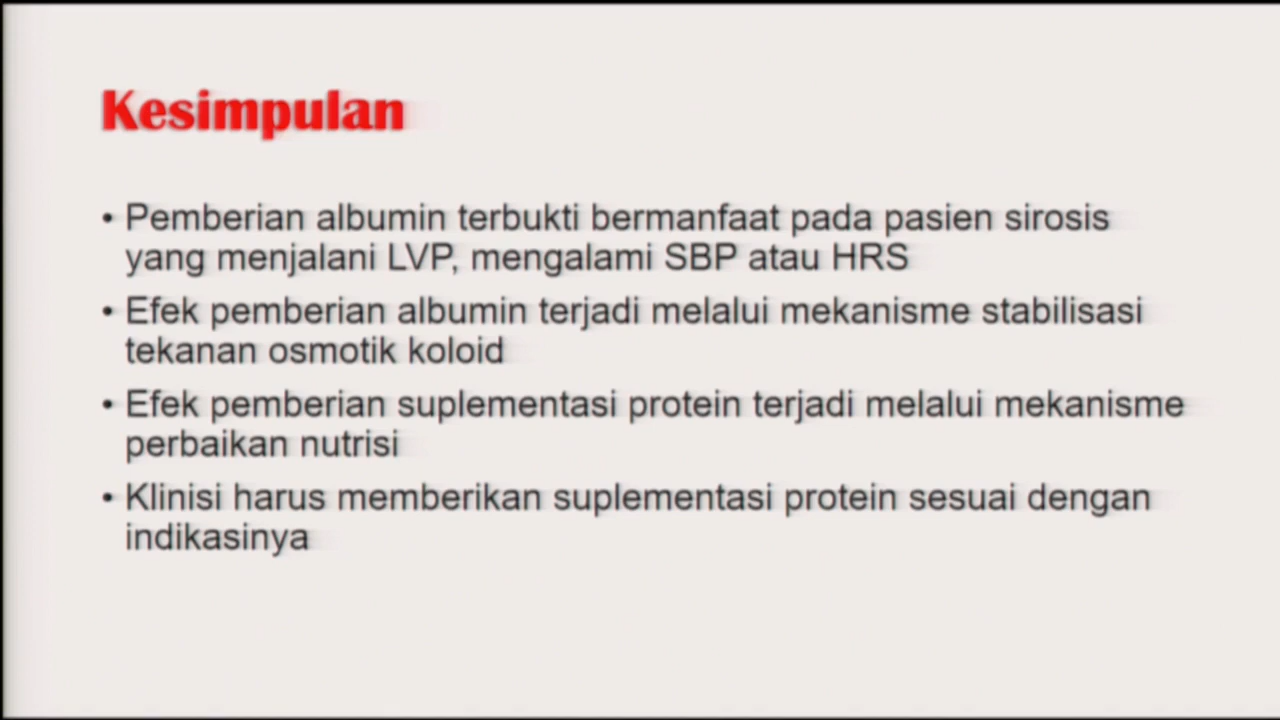 Kesimpulan
• Pemberian albumin terbukti bermanfaat pada pasien sirosis
yang menjalani LVP, mengalami SBP atau HRS
• Efek pemberian albumin terjadi melalui mekanisme stabilisasi
tekanan osmotik koloid
• Efek pemberian suplementasi protein terjadi melalui mekanisme
perbaikan nutrisi
• Klinisi harus memberikan suplementasi protein sesuai dengan
indikasinya